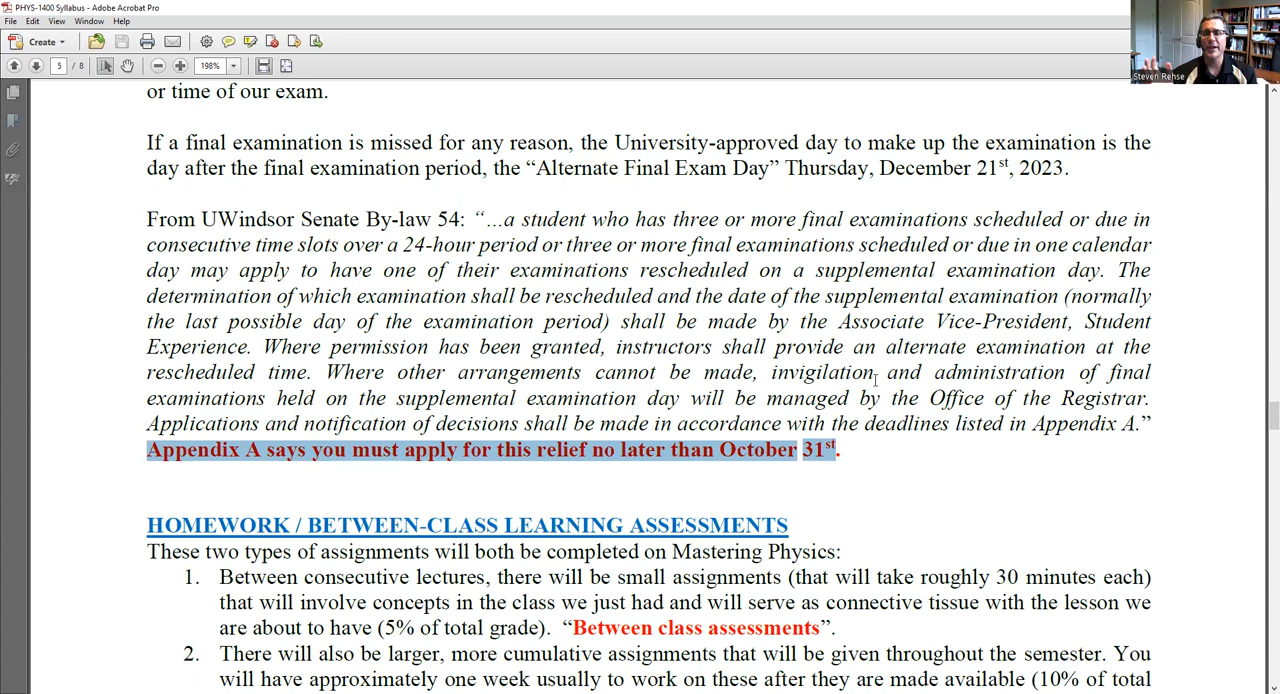 PHYS-1400 Syllabus - Adobe Acrobat Pro
File Edit View Window Help
Create
5 / 8 198%
Steven Rehse
or time of our exam.
If a final examination is missed for any reason, the University-approved day to make up the examination is the
day after the final examination period, the “Alternate Final Exam Day” Thursday, December 21st, 2023.
From UWindsor Senate By-law 54: “…a student who has three or more final examinations scheduled or due in
consecutive time slots over a 24-hour period or three or more final examinations scheduled or due in one calendar
day may apply to have one of their examinations rescheduled on a supplemental examination day. The
determination of which examination shall be rescheduled and the date of the supplemental examination (normally
the last possible day of the examination period) shall be made by the Associate Vice-President, Student
Experience. Where permission has been granted, instructors shall provide an alternate examination at the
rescheduled time. Where other arrangements cannot be made, invigilation and administration of final
examinations held on the supplemental examination day will be managed by the Office of the Registrar.
Applications and notification of decisions shall be made in accordance with the deadlines listed in Appendix A.”
Appendix A says you must apply for this relief no later than October 31st.
HOMEWORK / BETWEEN-CLASS LEARNING ASSESSMENTS
These two types of assignments will both be completed on Mastering Physics:
1. Between consecutive lectures, there will be small assignments (that will take roughly 30 minutes each)
that will involve concepts in the class we just had and will serve as connective tissue with the lesson we
are about to have (5% of total grade). “Between class assessments”.
2. There will also be larger, more cumulative assignments that will be given throughout the semester. You
will have approximately one week usually to work on these after they are made available (10% of total